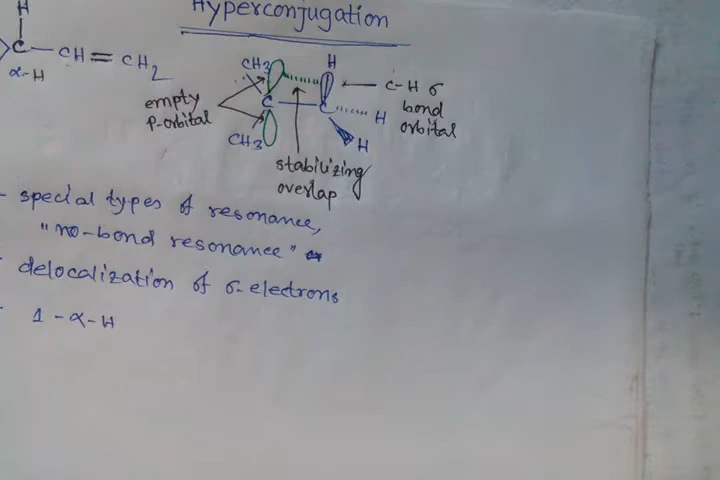 Hyperconjugation
H
C — CH = CH2
α-H
CH3
H
C
C
H
H
CH3
empty
P-orbital
C-H σ
bond
orbital
stabilizing
overlap
- special types of resonance,
"no-bond resonance"
- delocalization of σ-electrons
- 1-α-H